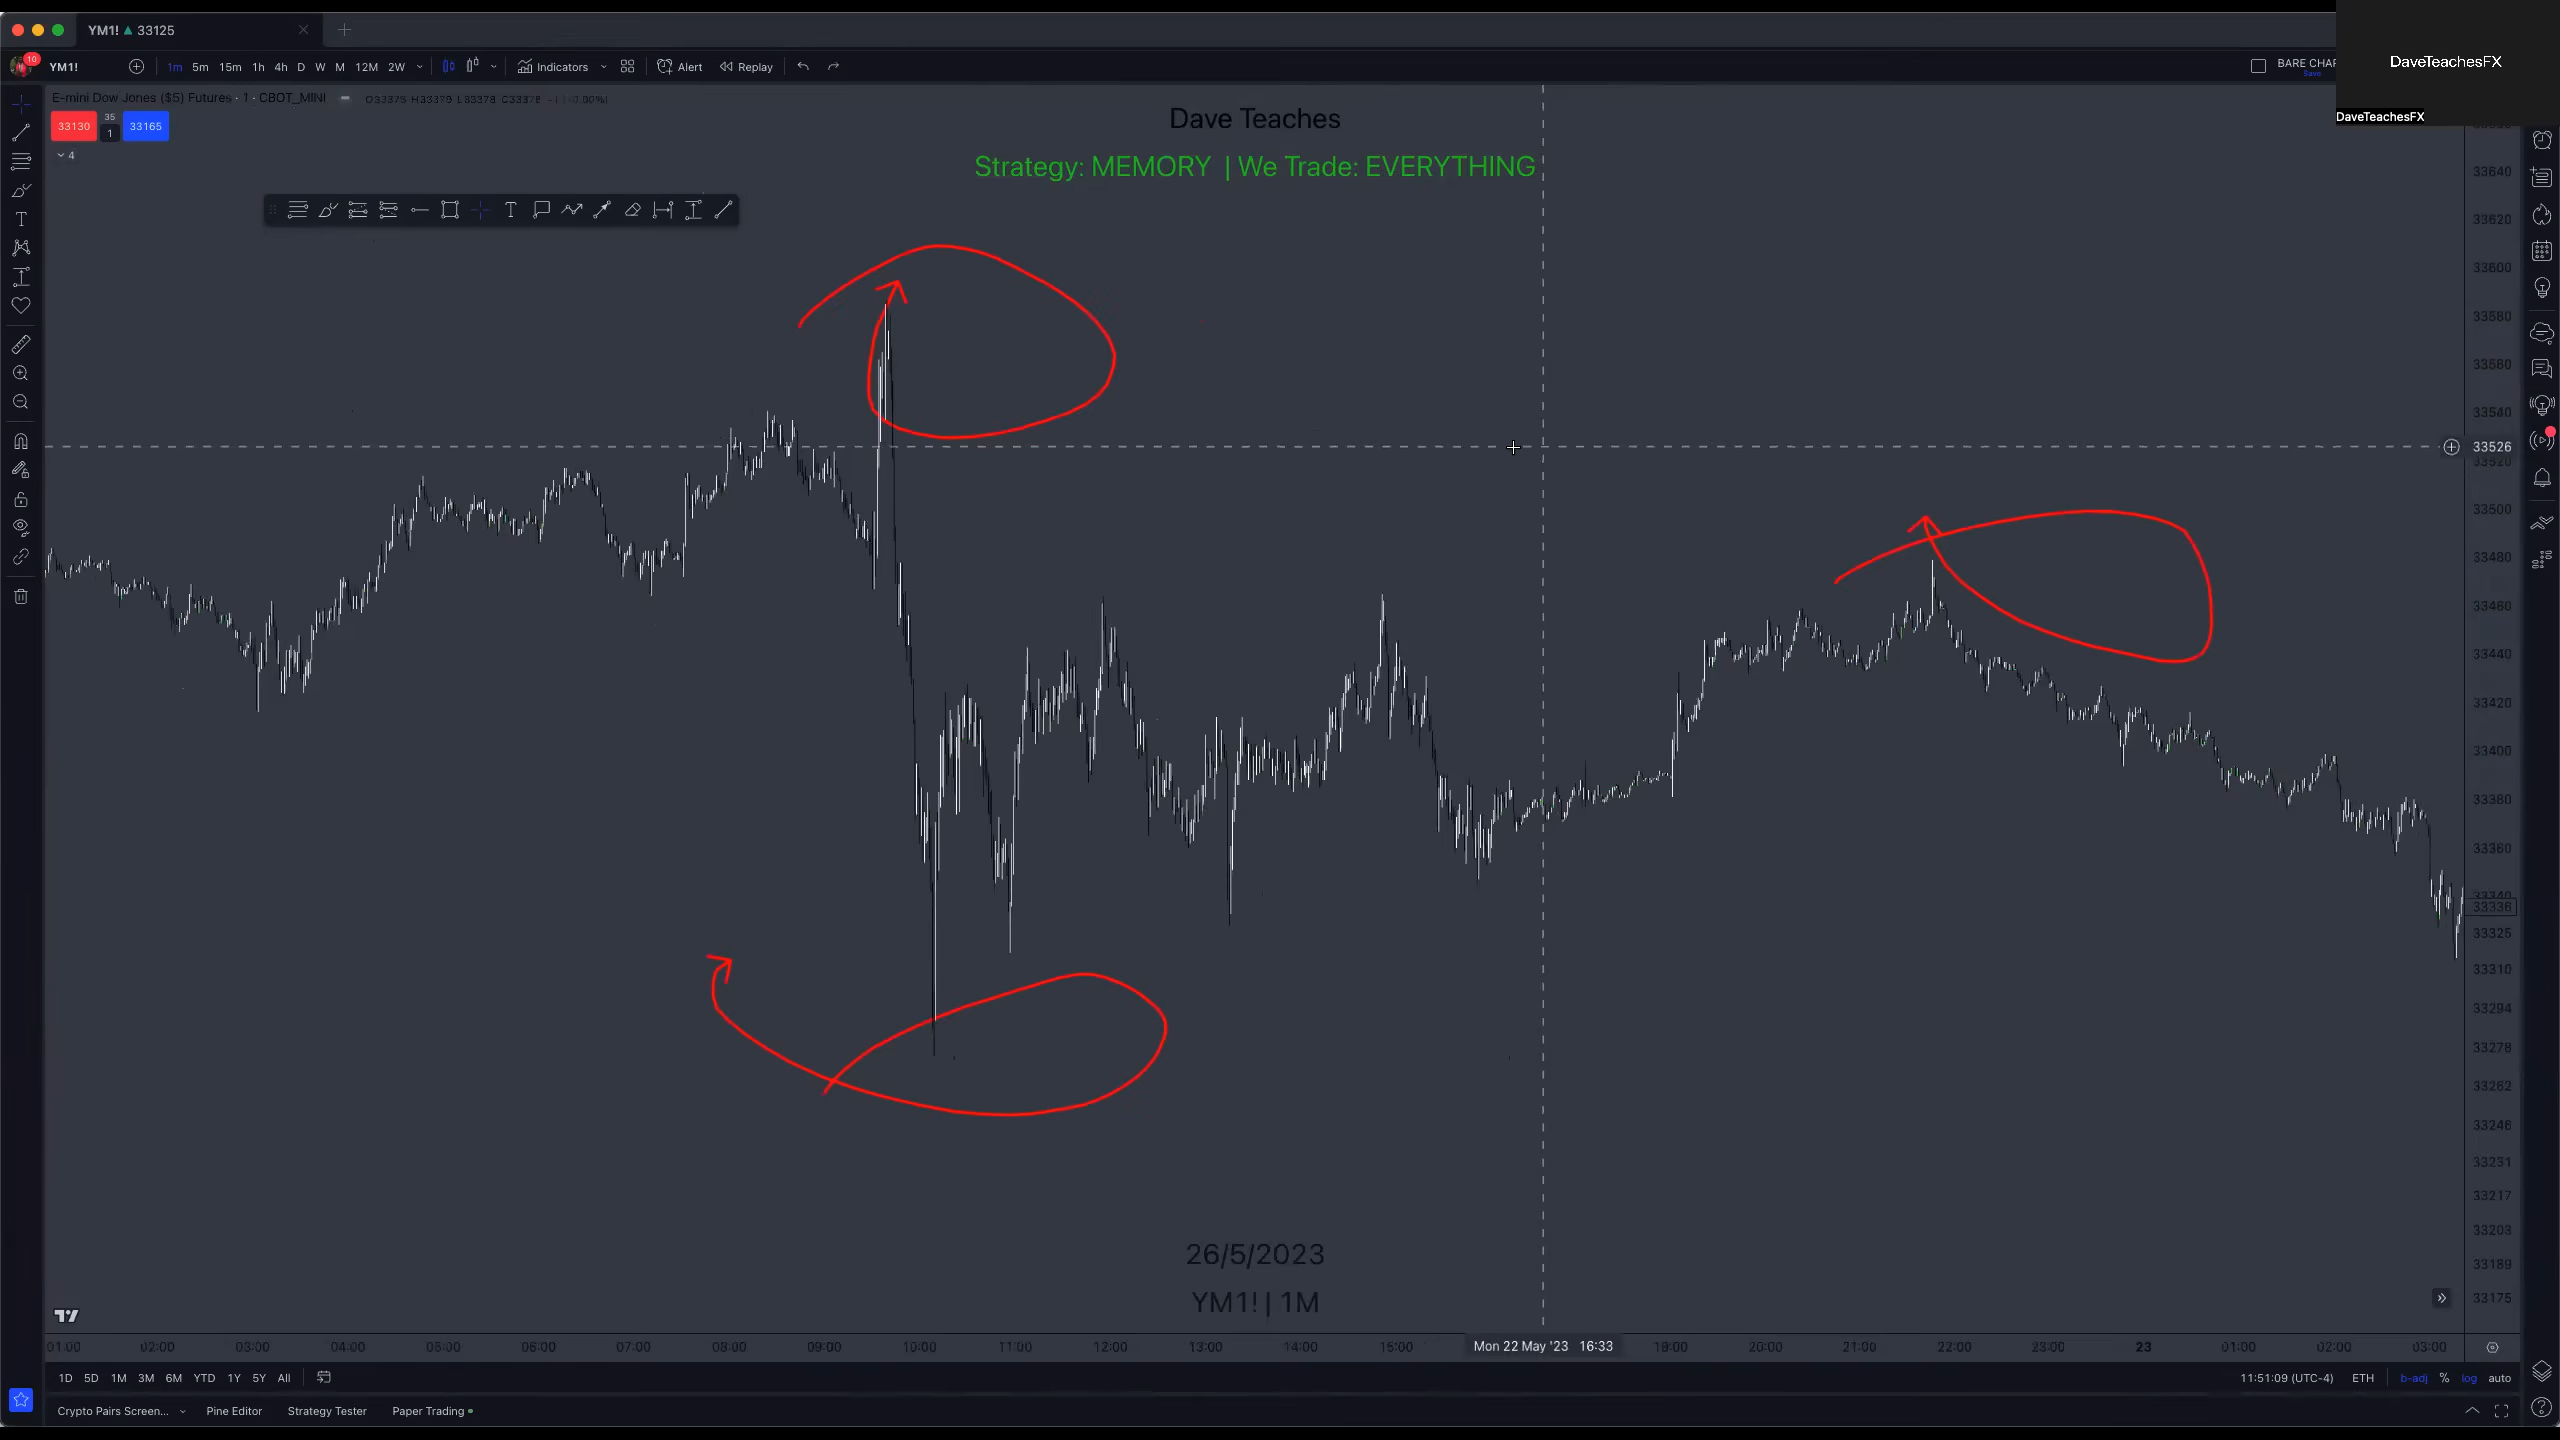 YM1! ▲ 33125
DaveTeachesFX
DaveTeachesFX
10
YM1!
1m 5m 15m 1h 4h D W M 12M 2W
Indicators
Alert
Replay
Save
E-mini Dow Jones ($5) Futures · 1 · CBOT_MINI
33130
35
1
33165
4
Dave Teaches
Strategy: MEMORY | We Trade: EVERYTHING
33640
33620
33600
33580
33560
33540
33526
33520
33500
33480
33460
33440
33420
33400
33380
33360
33340
33336
33325
33310
33294
33278
33262
33246
33231
33217
33203
33189
33175
26/5/2023
YM1! | 1M
01:00 02:00 03:00 04:00 05:00 06:00 07:00 08:00 09:00 10:00 11:00 12:00 13:00 14:00 15:00 Mon 22 May '23 16:33 19:00 20:00 21:00 22:00 23:00 23 01:00 02:00 03:00
1D 5D 1M 3M 6M YTD 1Y 5Y All
11:51:09 (UTC-4) ETH b-adj % log auto
Crypto Pairs Screen... Pine Editor Strategy Tester Paper Trading